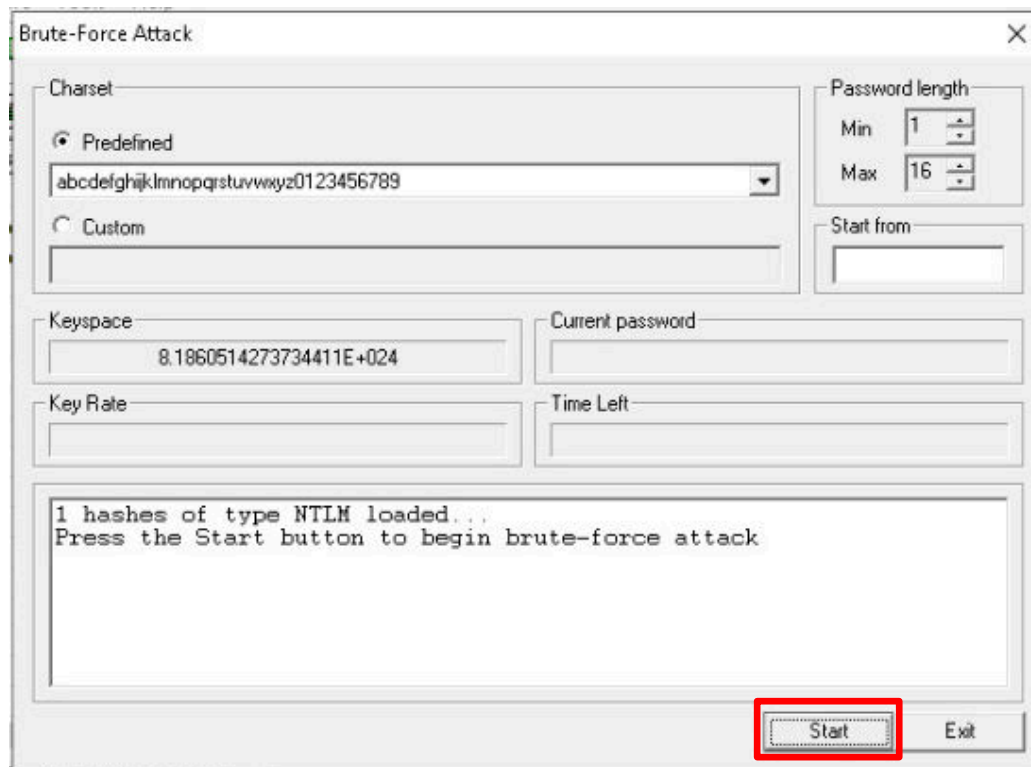 Brute-Force Attack
Charset
Predefined
abcdefghijklmnopqrstuvwxyz0123456789
Custom
Password length
Min 1
Max 16
Start from
Keyspace
8.1860514273734411E+024
Current password
Key Rate
Time Left
1 hashes of type NTLM loaded...
Press the Start button to begin brute-force attack
Start
Exit